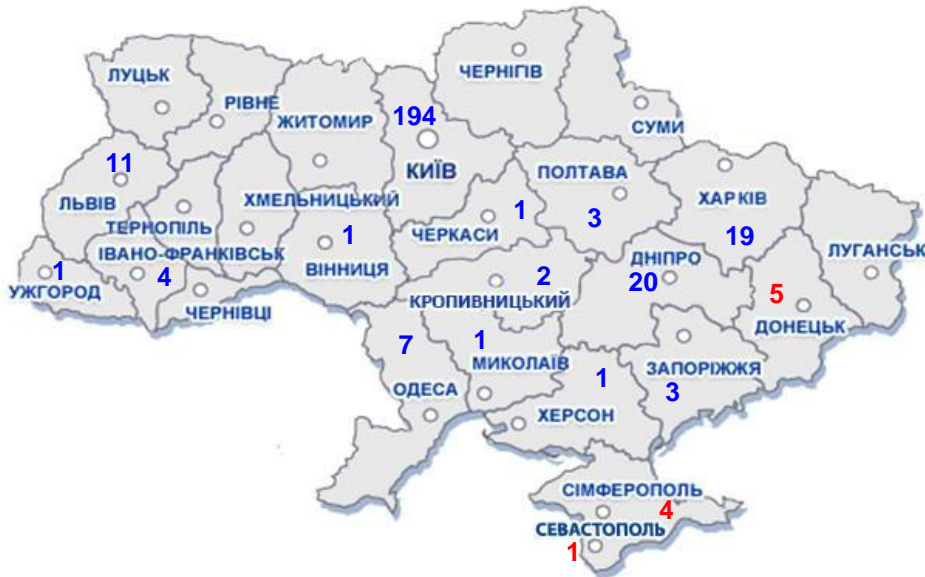 ЧЕРНІГІВ
ЛУЦЬК
РІВНЕ
ЖИТОМИР
194
СУМИ
КИЇВ
11
ПОЛТАВА
ХАРКІВ
ЛЬВІВ
ХМЕЛЬНИЦЬКИЙ
1
3
ТЕРНОПІЛЬ
ЧЕРКАСИ
19
1
ІВАНО-ФРАНКІВСЬК
ЛУГАНСЬК
ДНІПРО
1
4
ВІННИЦЯ
2
20
5
УЖГОРОД
КРОПИВНИЦЬКИЙ
ЧЕРНІВЦІ
ДОНЕЦЬК
7
1
МИКОЛАЇВ
ЗАПОРІЖЖЯ
1
3
ОДЕСА
ХЕРСОН
СІМФЕРОПОЛЬ
4
СЕВАСТОПОЛЬ
1